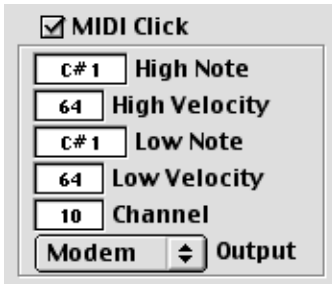 MIDI Click
C#1 High Note
64 High Velocity
C#1 Low Note
64 Low Velocity
10 Channel
Modem Output